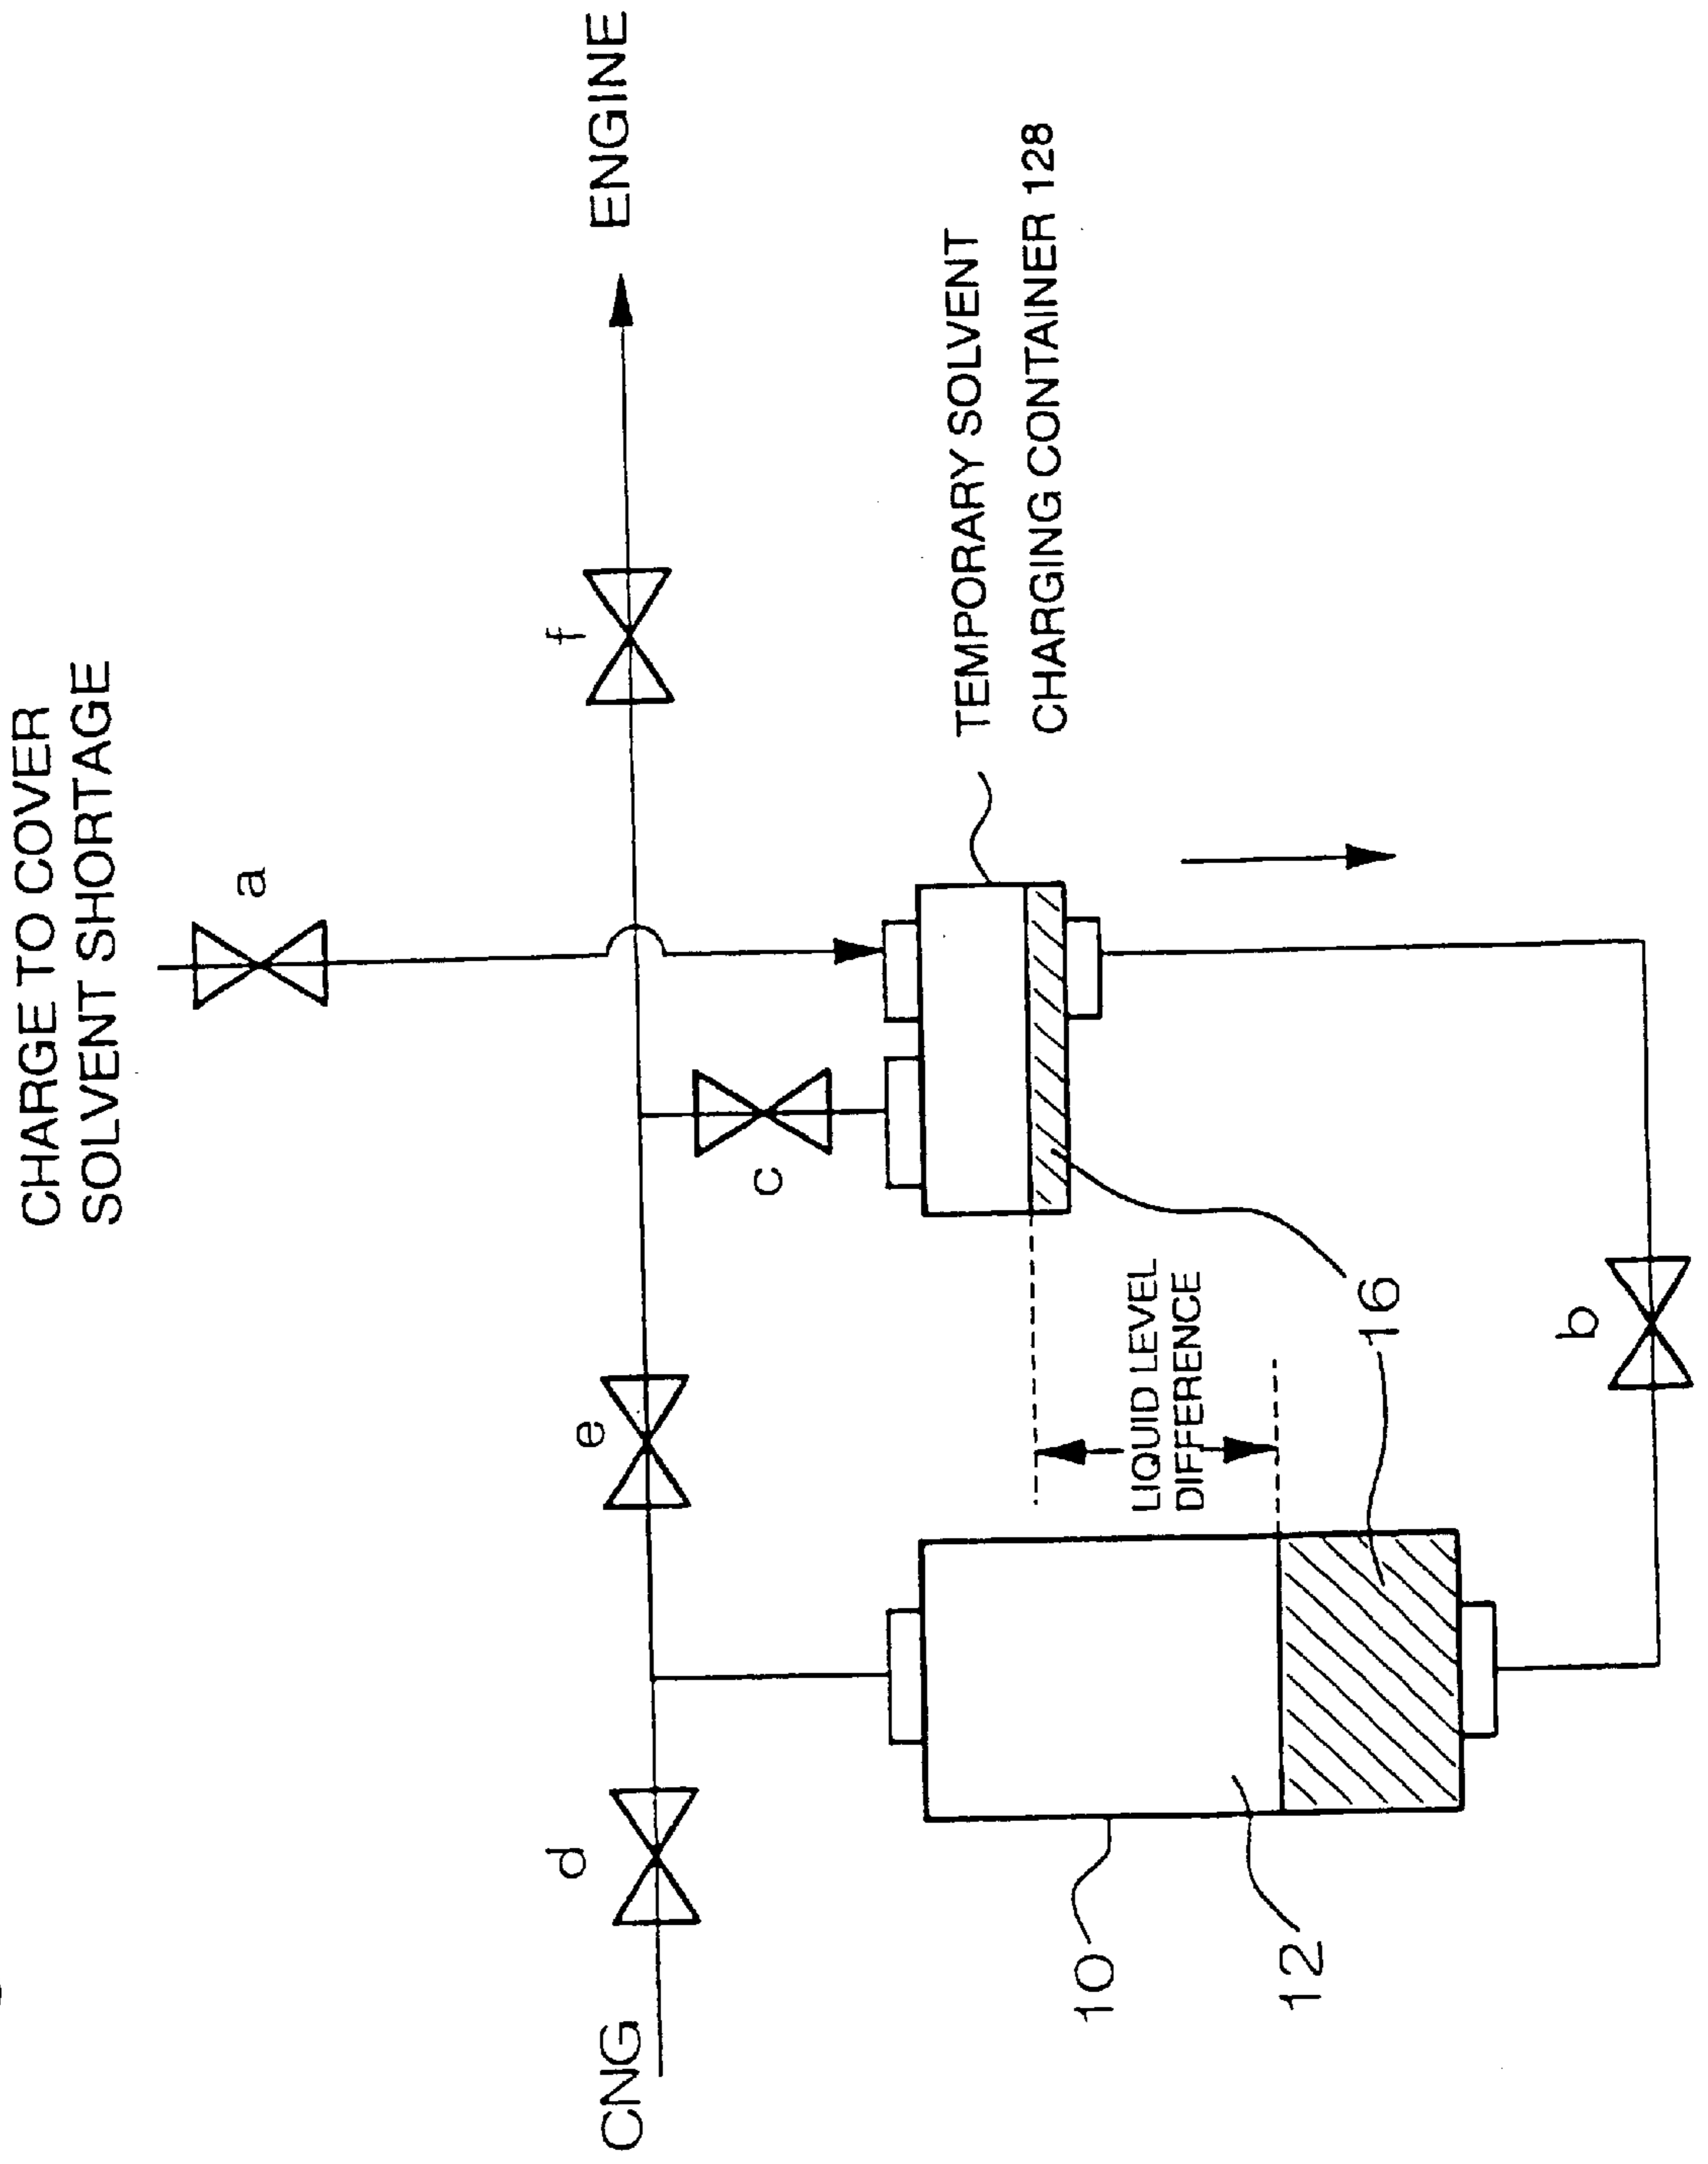 CHARGE TO COVER
SOLVENT SHORTAGE
a
CNG
d
e
f
ENGINE
c
TEMPORARY SOLVENT
CHARGING CONTAINER 128
LIQUID LEVEL
DIFFERENCE
10
12
16
b